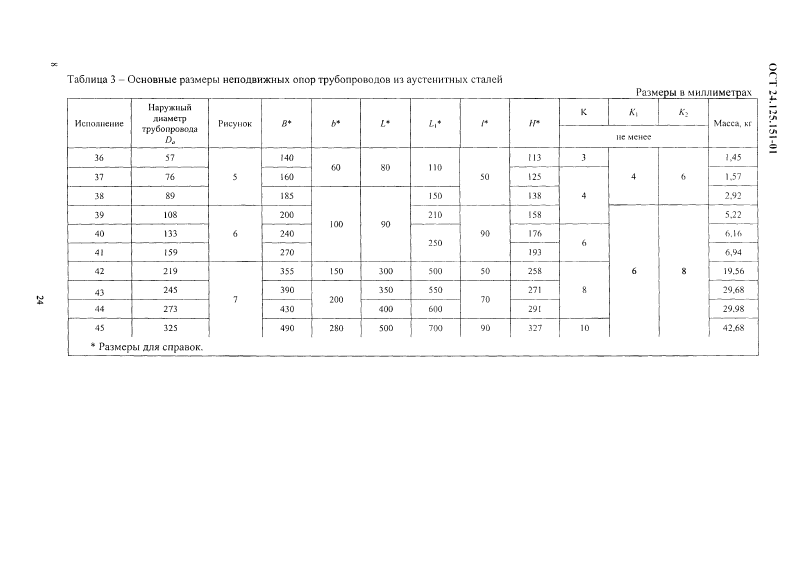 ∞
ОСТ 24.125.151-01
Таблица 3 – Основные размеры неподвижных опор трубопроводов из аустенитных сталей
Размеры в миллиметрах
Исполнение | Наружный диаметр трубопровода Dₐ | Рисунок | B* | b* | L* | L₁* | l* | H* | K | K₁ | K₂ | Масса, кг
не менее
36 | 57 | 5 | 140 | 60 | 80 | 110 | 50 | 113 | 3 | 4 | 6 | 1,45
37 | 76 | 160 | 125 | 4 | 1,57
38 | 89 | 185 | 100 | 90 | 150 | 138 | 2,92
39 | 108 | 6 | 200 | 210 | 90 | 158 | 6 | 8 | 5,22
40 | 133 | 240 | 250 | 176 | 6 | 6,16
41 | 159 | 270 | 193 | 6,94
42 | 219 | 7 | 355 | 150 | 300 | 500 | 50 | 258 | 8 | 19,56
43 | 245 | 390 | 200 | 350 | 550 | 70 | 271 | 29,68
44 | 273 | 430 | 400 | 600 | 291 | 29,98
45 | 325 | 490 | 280 | 500 | 700 | 90 | 327 | 10 | 42,68
* Размеры для справок.
24